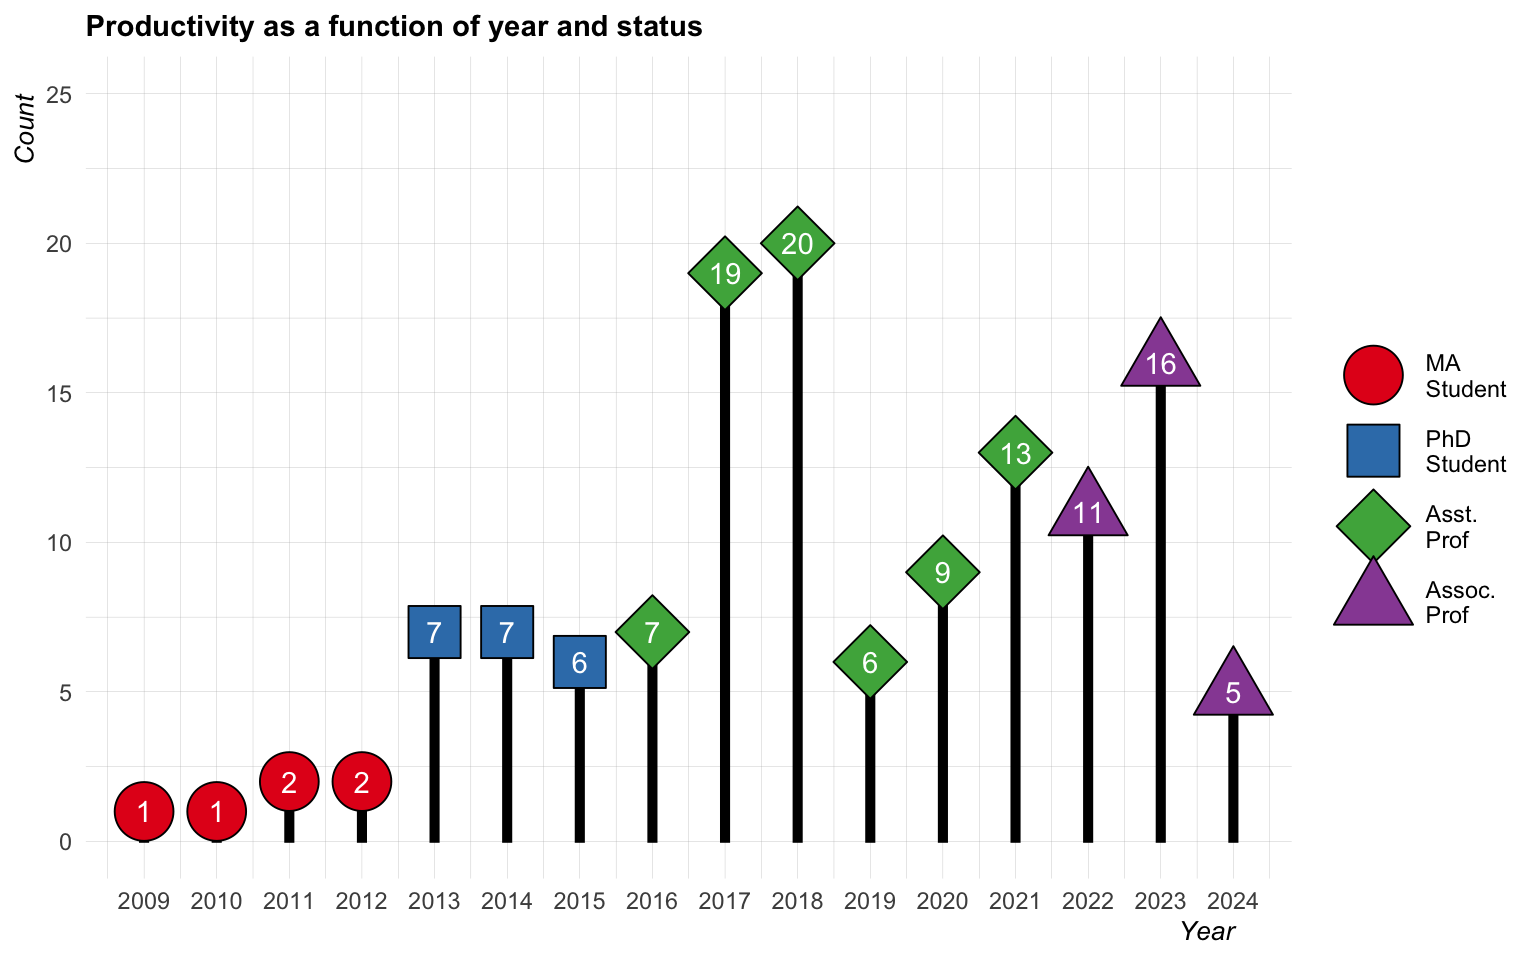 Productivity as a function of year and status
Count
25
20
15
10
5
0
1
1
2
2
7
7
6
7
19
20
6
9
13
11
16
5
2009 2010 2011 2012 2013 2014 2015 2016 2017 2018 2019 2020 2021 2022 2023 2024
Year
MA
Student
PhD
Student
Asst.
Prof
Assoc.
Prof